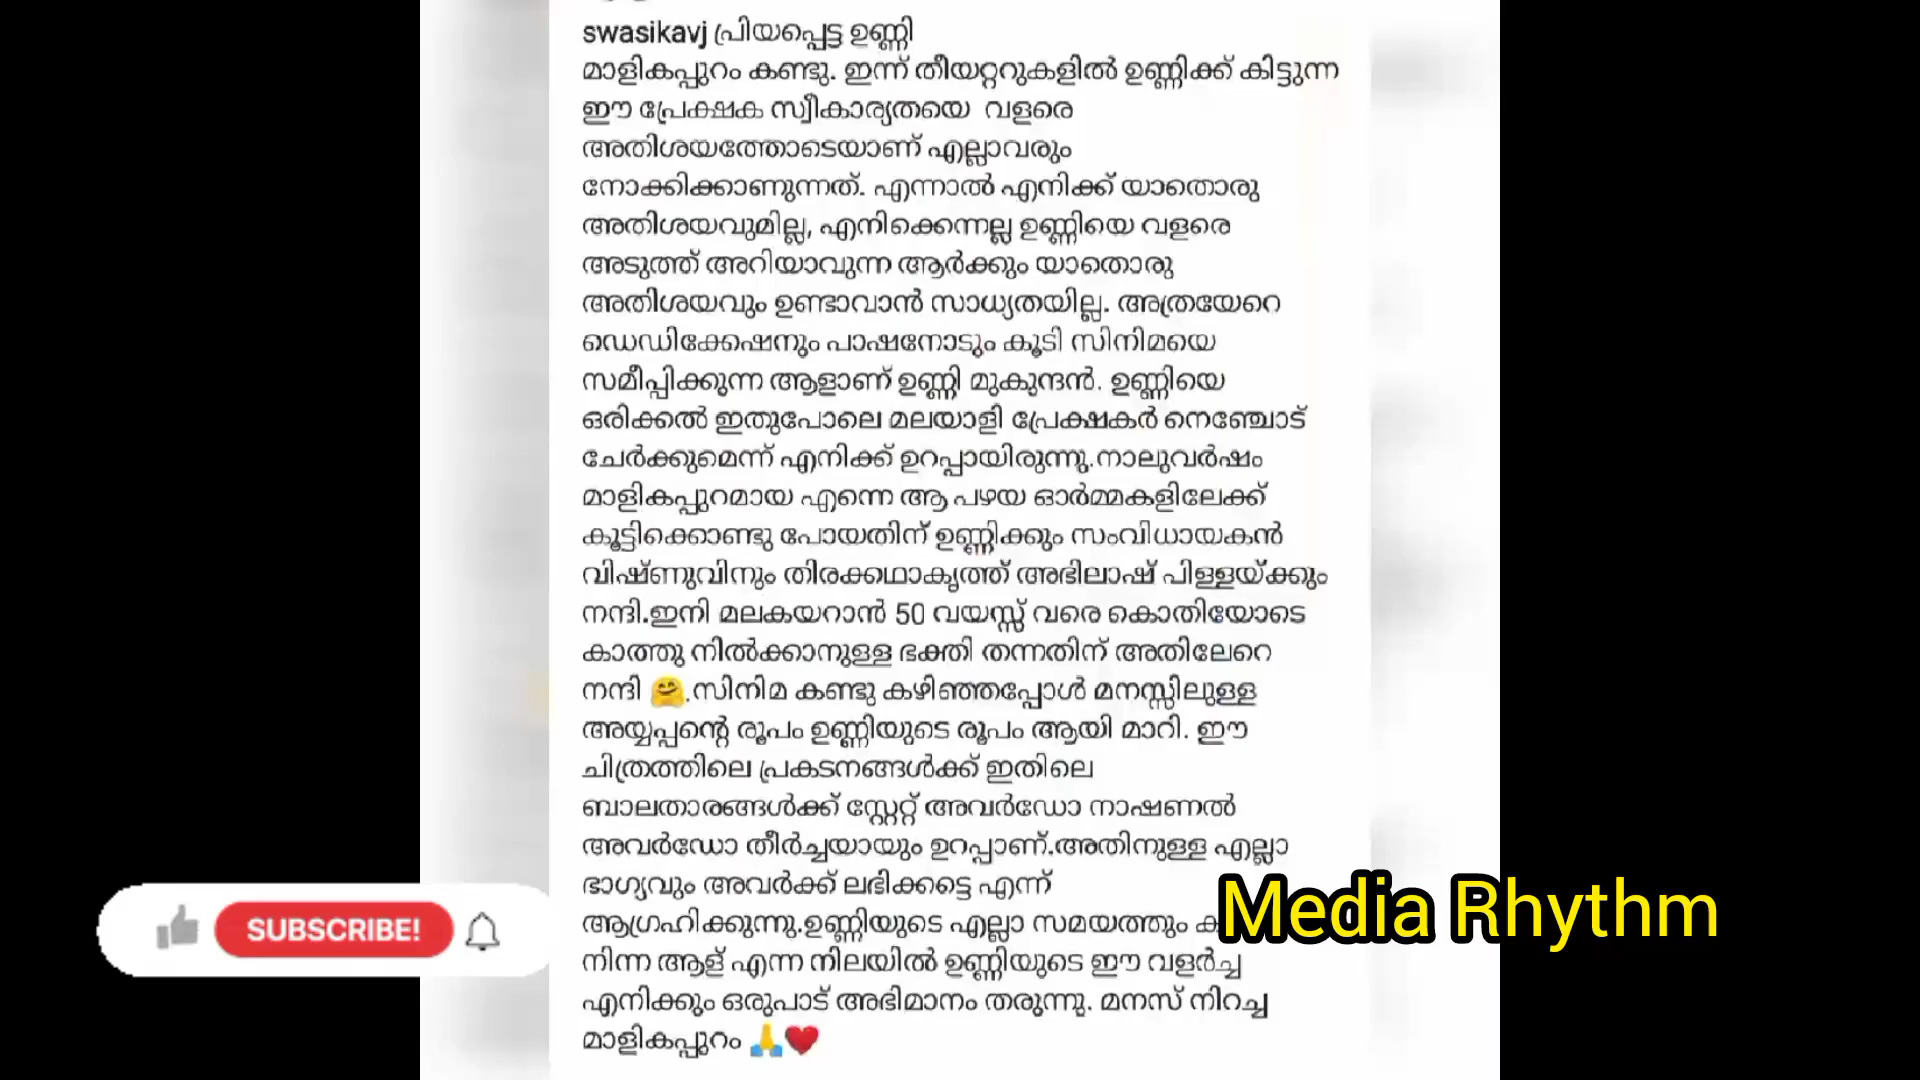 swasikavj പ്രിയപ്പെട്ട ഉണ്ണി
മാളികപ്പുറം കണ്ടു. ഇന്ന് തീയറ്ററുകളിൽ ഉണ്ണിക്ക് കിട്ടുന്ന
ഈ പ്രേക്ഷക സ്വീകാര്യതയെ വളരെ
അതിശയത്തോടെയാണ് എല്ലാവരും
നോക്കിക്കാണുന്നത്. എന്നാൽ എനിക്ക് യാതൊരു
അതിശയവുമില്ല, എനിക്കെന്നല്ല ഉണ്ണിയെ വളരെ
അടുത്ത് അറിയാവുന്ന ആർക്കും യാതൊരു
അതിശയവും ഉണ്ടാവാൻ സാധ്യതയില്ല. അത്രയേറെ
ഡെഡിക്കേഷനും പാഷനോടും കൂടി സിനിമയെ
സമീപ്പിക്കുന്ന ആളാണ് ഉണ്ണി മുകുന്ദൻ. ഉണ്ണിയെ
ഒരിക്കൽ ഇതുപോലെ മലയാളി പ്രേക്ഷകർ നെഞ്ചോട്
ചേർക്കുമെന്ന് എനിക്ക് ഉറപ്പായിരുന്നു.നാലുവർഷം
മാളികപ്പുറമായ എന്നെ ആ പഴയ ഓർമ്മകളിലേക്ക്
കൂട്ടിക്കൊണ്ടു പോയതിന് ഉണ്ണിക്കും സംവിധായകൻ
വിഷ്ണുവിനും തിരക്കഥാകൃത്ത് അഭിലാഷ് പിള്ളയ്ക്കും
നന്ദി.ഇനി മലകയറാൻ 50 വയസ്സ് വരെ കൊതിയോടെ
കാത്തു നിൽക്കാനുള്ള ഭക്തി തന്നതിന് അതിലേറെ
നന്ദി 🤗.സിനിമ കണ്ടു കഴിഞ്ഞപ്പോൾ മനസ്സിലുള്ള
അയ്യപ്പന്റെ രൂപം ഉണ്ണിയുടെ രൂപം ആയി മാറി. ഈ
ചിത്രത്തിലെ പ്രകടനങ്ങൾക്ക് ഇതിലെ
ബാലതാരങ്ങൾക്ക് സ്റ്റേറ്റ് അവർഡോ നാഷണൽ
അവർഡോ തീർച്ചയായും ഉറപ്പാണ്.അതിനുള്ള എല്ലാ
ഭാഗ്യവും അവർക്ക് ലഭിക്കട്ടെ എന്ന്
ആഗ്രഹിക്കുന്നു.ഉണ്ണിയുടെ എല്ലാ സമയത്തും
നിന്ന ആള് എന്ന നിലയിൽ ഉണ്ണിയുടെ ഈ വളർച്ച
എനിക്കും ഒരുപാട് അഭിമാനം തരുന്നു. മനസ് നിറച്ച
മാളികപ്പുറം 🙏❤️
SUBSCRIBE!
Media Rhythm